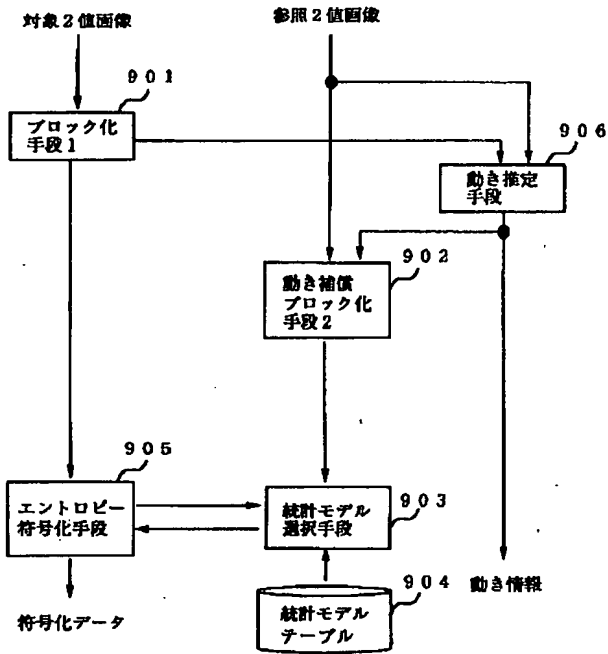 対象2値画像
参照2値画像
901
ブロック化
手段1
906
動き推定
手段
902
動き補償
ブロック化
手段2
905
エントロピー
符号化手段
統計モデル
選択手段
903
904
統計モデル
テーブル
動き情報
符号化データ